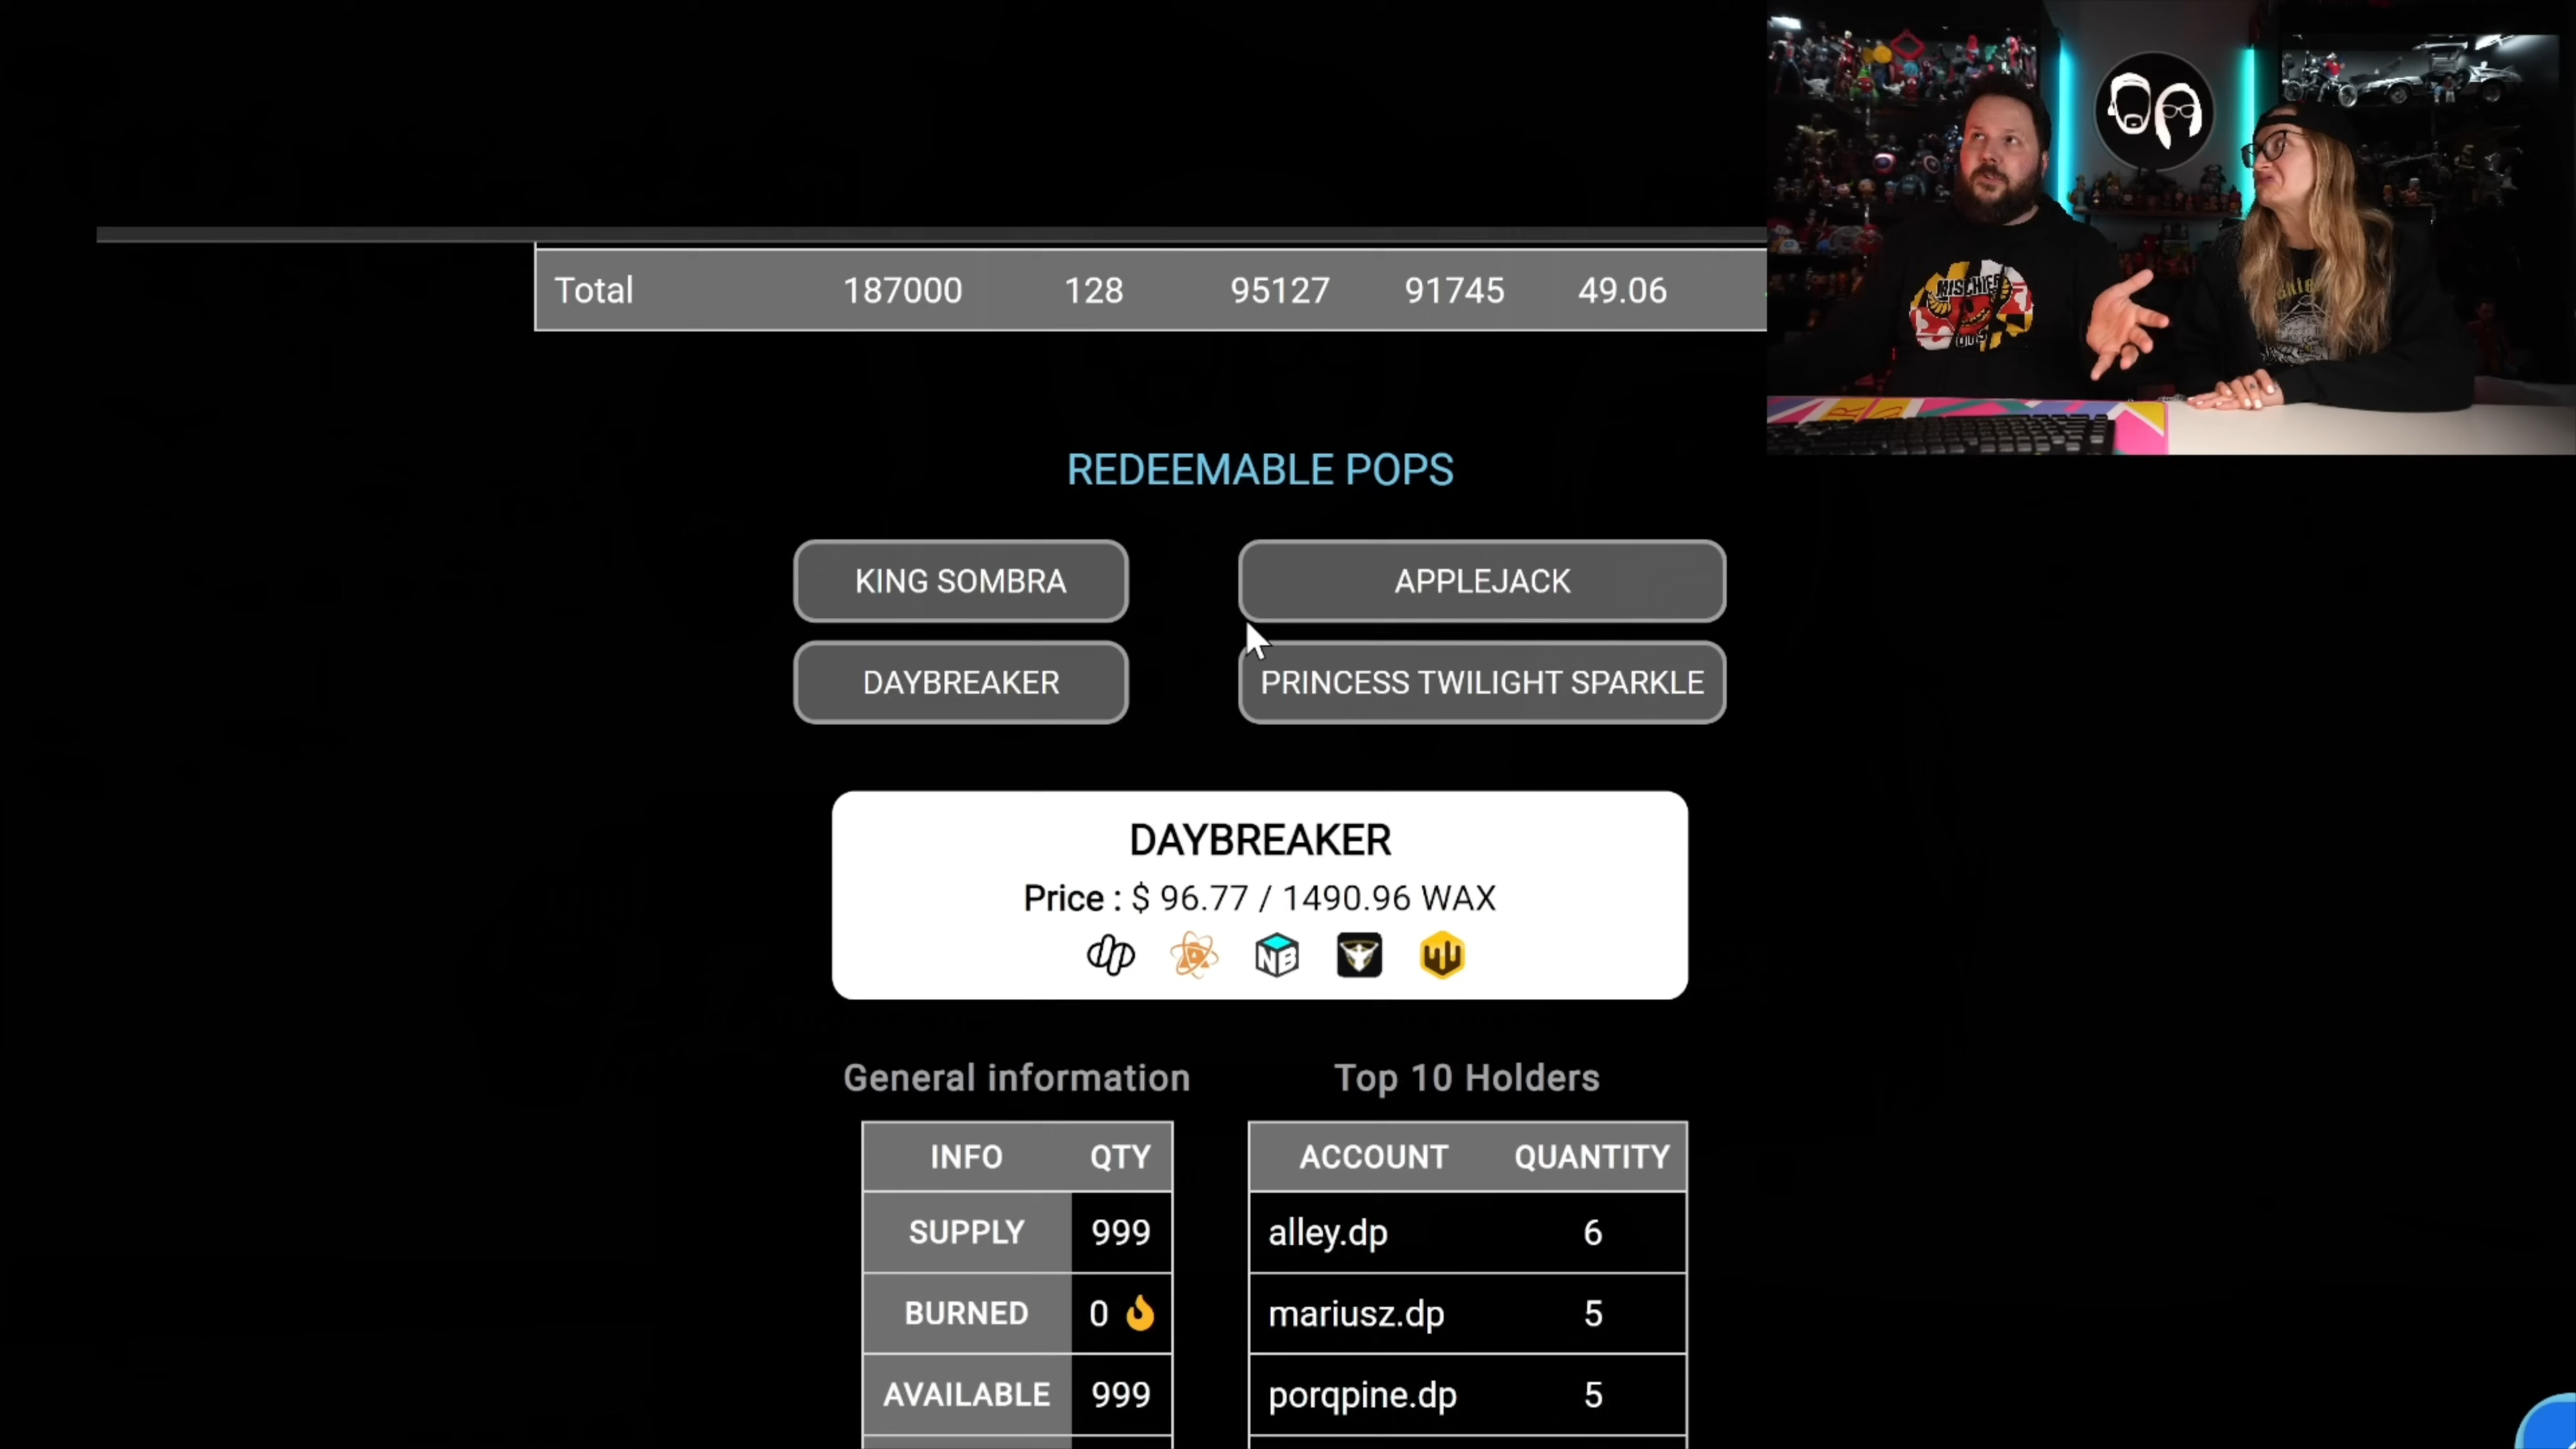 Total 187000 128 95127 91745 49.06
REDEEMABLE POPS
KING SOMBRA APPLEJACK
DAYBREAKER PRINCESS TWILIGHT SPARKLE
DAYBREAKER
Price : $ 96.77 / 1490.96 WAX
NB
General information Top 10 Holders
INFO QTY ACCOUNT QUANTITY
SUPPLY 999 alley.dp 6
BURNED 0 mariusz.dp 5
AVAILABLE 999 porqpine.dp 5
MISCHIEF